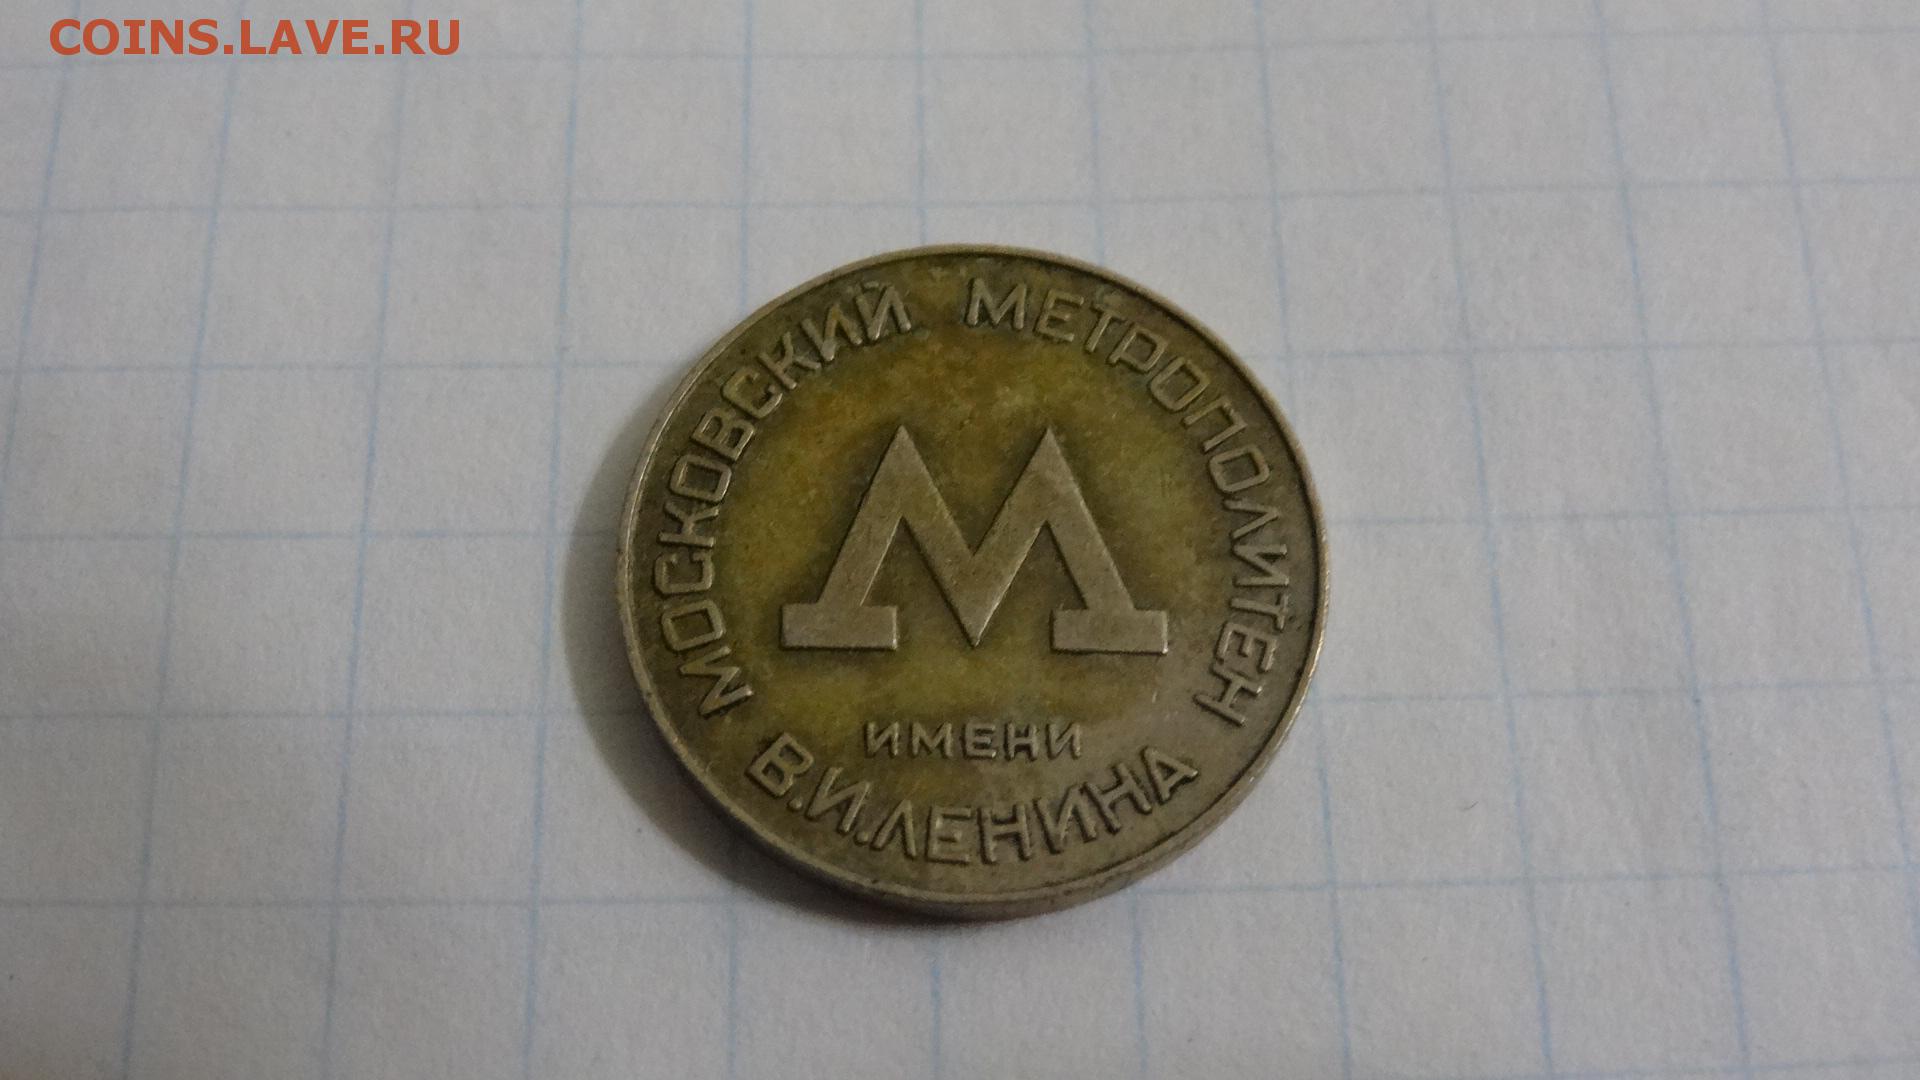 COINS.LAVE.RU
МОСКОВСКИЙ МЕТРОПОЛИТЕН
М
ИМЕНИ
В.И.ЛЕНИНА